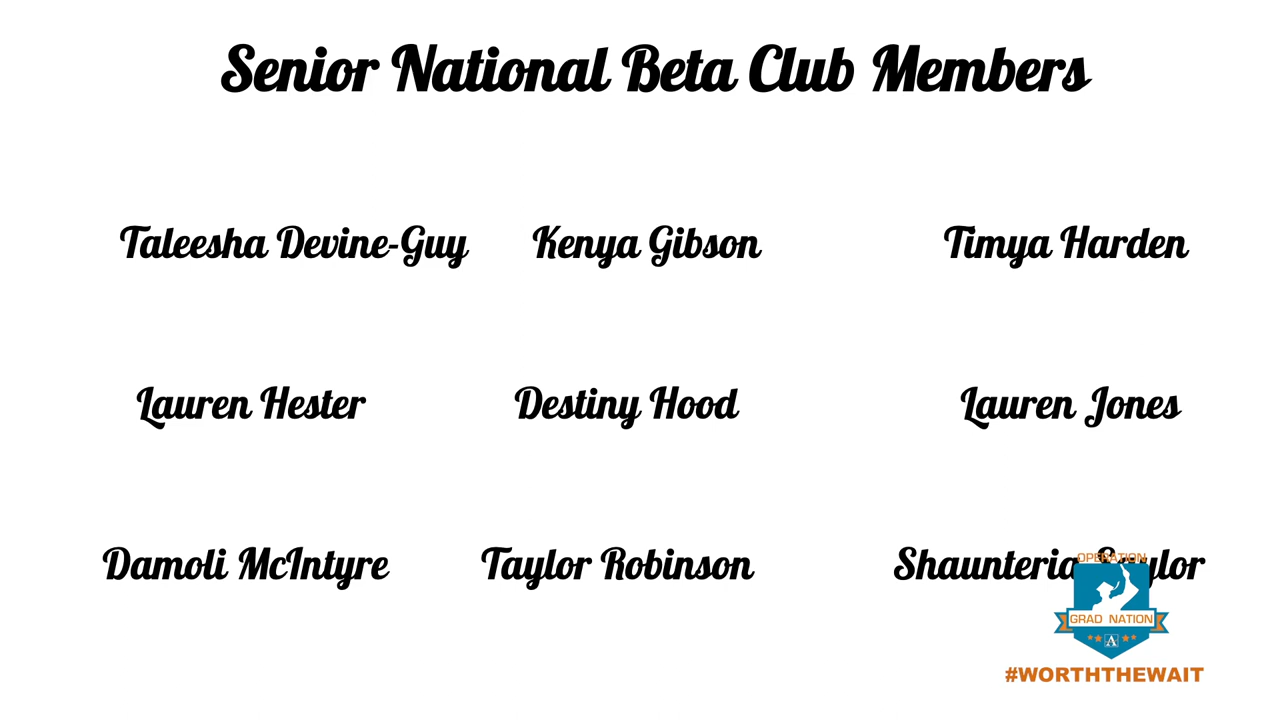 Senior National Beta Club Members
Taleesha Devine-Guy Kenya Gibson Timya Harden
Lauren Hester Destiny Hood Lauren Jones
Damoli McIntyre Taylor Robinson Shaunteria
OPERATION
GRAD NATION
A
#WORTHTHEWAIT